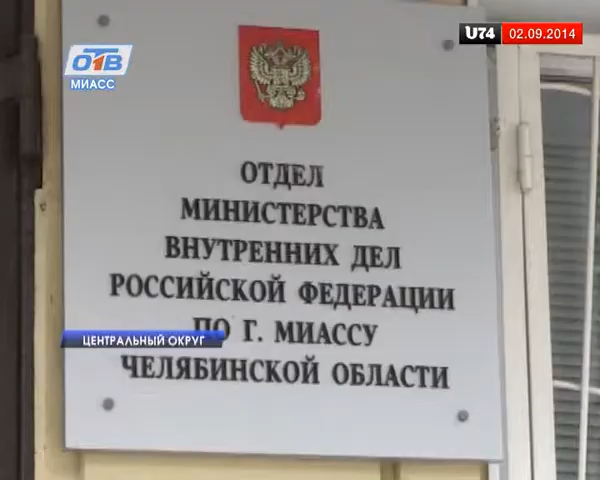 ОТВ
МИАСС
U74 02.09.2014
ОТДЕЛ
МИНИСТЕРСТВА
ВНУТРЕННИХ ДЕЛ
РОССИЙСКОЙ ФЕДЕРАЦИИ
ПО Г. МИАССУ
ЧЕЛЯБИНСКОЙ ОБЛАСТИ
ЦЕНТРАЛЬНЫЙ ОКРУГ